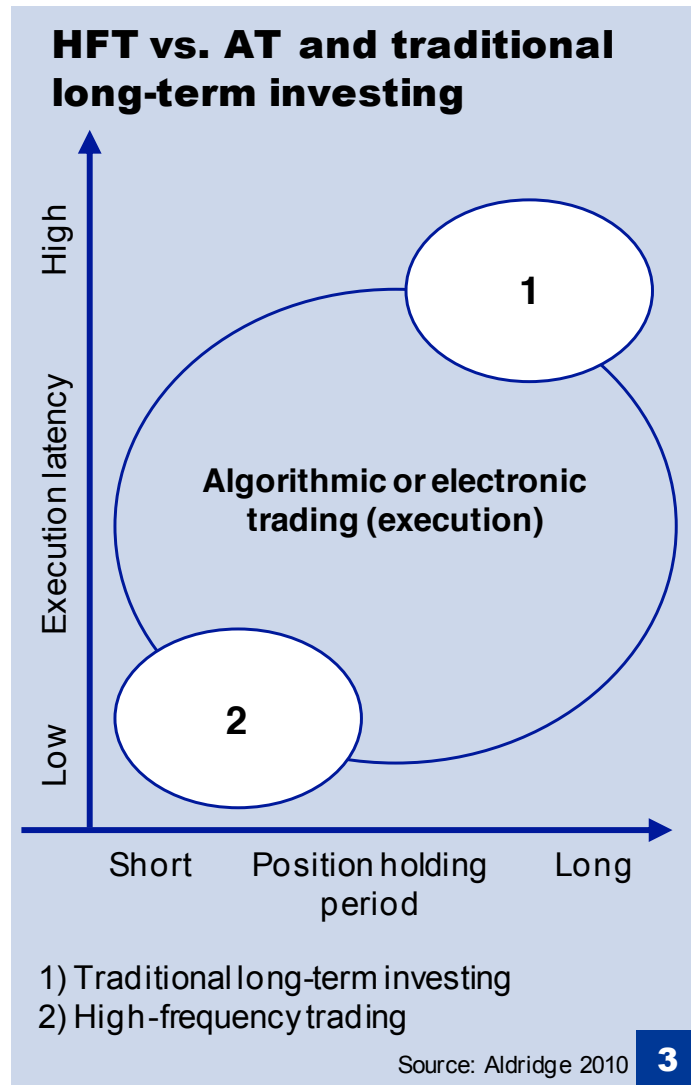 HFT vs. AT and traditional
long-term investing
High
Execution latency
Low
1
Algorithmic or electronic
trading (execution)
2
Short
Position holding
period
Long
1) Traditional long-term investing
2) High-frequency trading
Source: Aldridge 2010
3